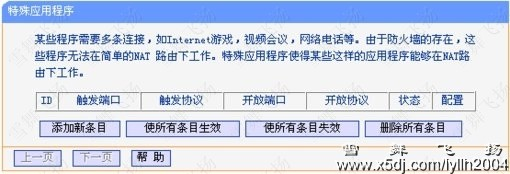 特殊应用程序
某些程序需要多条连接，如Internet游戏，视频会议，网络电话等。由于防火墙的存在，这
些程序无法在简单的NAT 路由下工作。特殊应用程序使得某些这样的应用程序能够在NAT路
由下工作。
ID 触发端口 触发协议 开放端口 开放协议 状态 配置
添加新条目 使所有条目生效 使所有条目失效 删除所有条目
上一页 下一页 帮 助
雪 舞 飞 扬
www.x5dj.com/iyllh2004